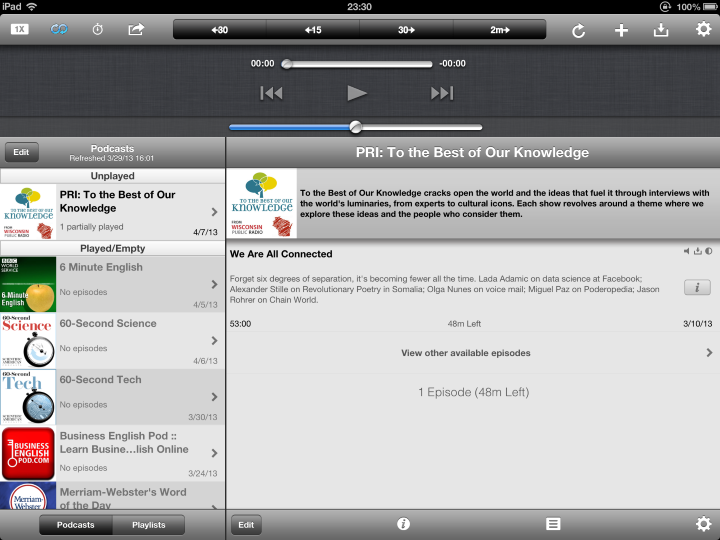 iPad
23:30
100%
1X
30
15
30
2m
00:00
-00:00
Edit
Podcasts
Refreshed 3/29/13 16:01
PRI: To the Best of Our Knowledge
Unplayed
TO THE BEST OF OUR
KNOWLEDGE
FROM
WISCONSIN
PUBLIC RADIO
PRI: To the Best of Our
Knowledge
1 partially played
4/7/13
Played/Empty
BBC
WORLD
SERVICE
6-Minute
English
6 Minute English
No episodes
4/5/13
60-Second
Science
SCIENTIFIC
AMERICAN
60-Second Science
No episodes
4/6/13
60-Second
Tech
SCIENTIFIC
AMERICAN
60-Second Tech
No episodes
3/30/13
BUSINESS
ENGLISH
POD.COM
Business English Pod ::
Learn Busine…lish Online
No episodes
3/24/13
Merriam-
Webster
Merriam-Webster's Word
of the Day
Podcasts
Playlists
TO THE BEST OF OUR
KNOWLEDGE
FROM
WISCONSIN
PUBLIC RADIO
To the Best of Our Knowledge cracks open the world and the ideas that fuel it through interviews with
the world's luminaries, from experts to cultural icons. Each show revolves around a theme where we
explore these ideas and the people who consider them.
We Are All Connected
Forget six degrees of separation, it's becoming fewer all the time. Lada Adamic on data science at Facebook;
Alexander Stille on Revolutionary Poetry in Somalia; Olga Nunes on voice mail; Miguel Paz on Poderopedia; Jason
Rohrer on Chain World.
i
53:00
48m Left
3/10/13
View other available episodes
1 Episode (48m Left)
Edit
i